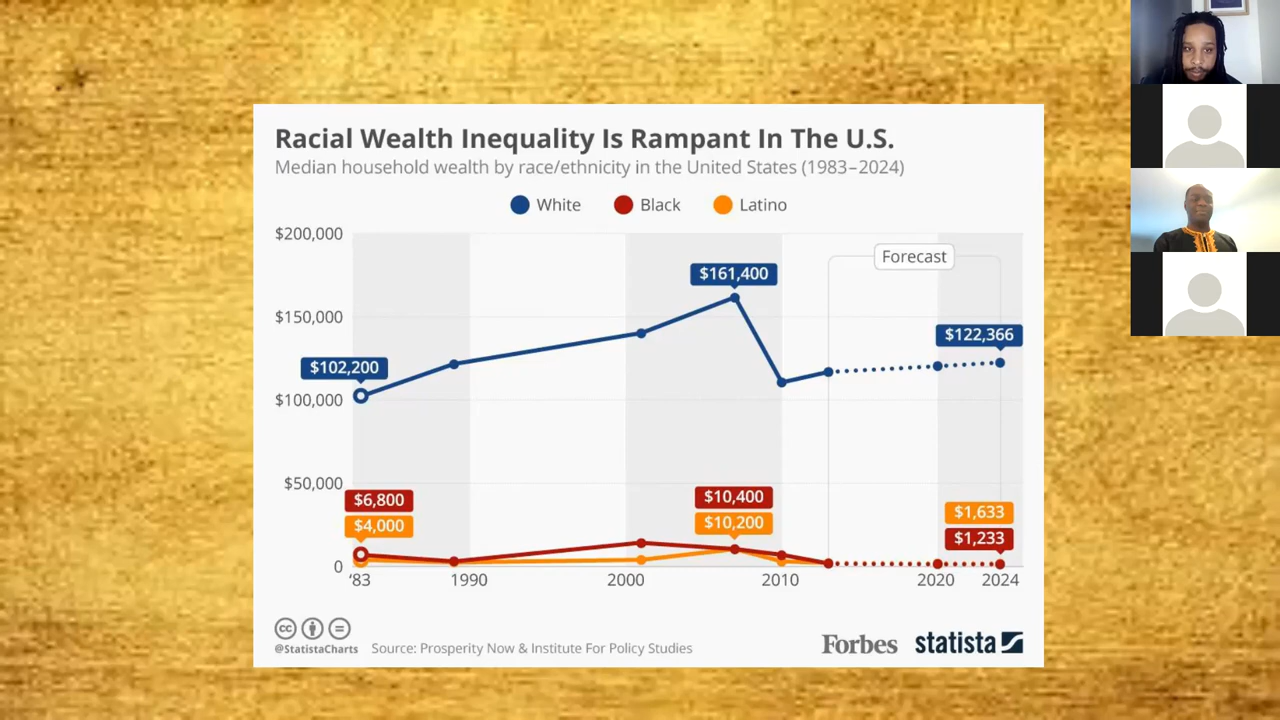 Racial Wealth Inequality Is Rampant In The U.S.
Median household wealth by race/ethnicity in the United States (1983–2024)
White Black Latino
$200,000
Forecast
$161,400
$150,000
$122,366
$102,200
$100,000
$50,000
$6,800 $10,400 $1,633
$4,000 $10,200 $1,233
0
'83 1990 2000 2010 2020 2024
cc
@StatistaCharts Source: Prosperity Now & Institute For Policy Studies
Forbes statista